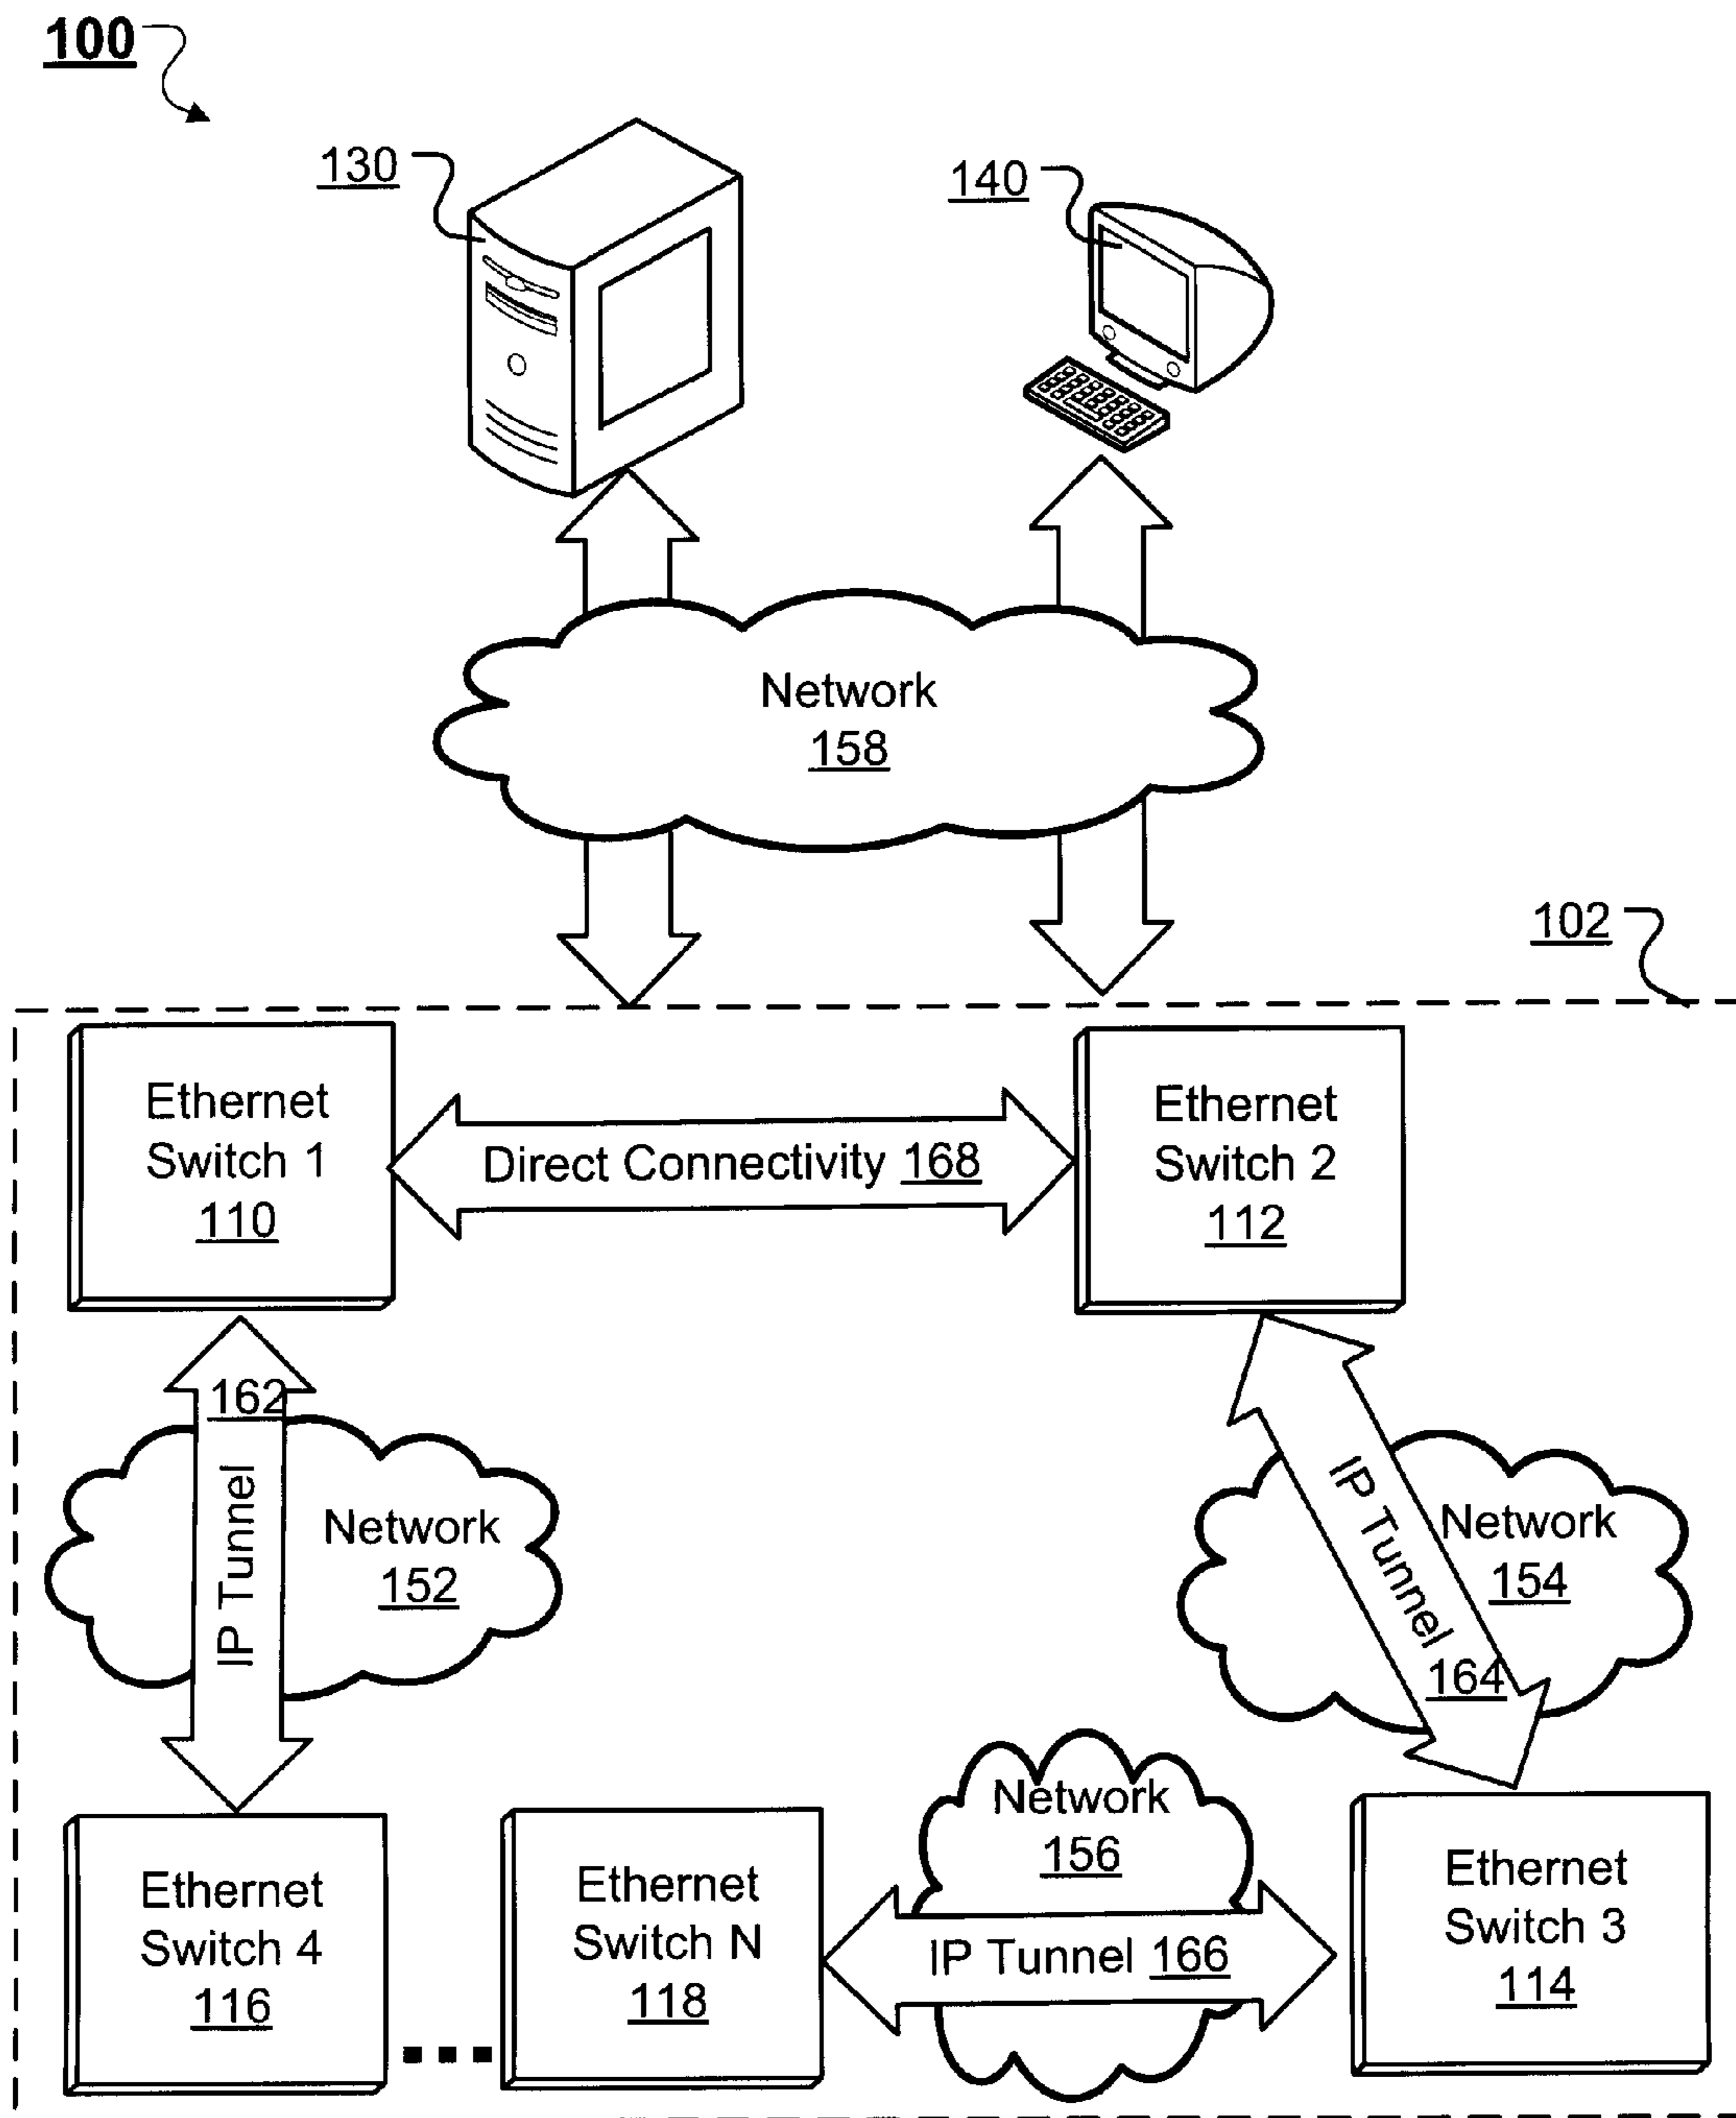 100
130
140
Network
158
102
Ethernet
Switch 1
110
Direct Connectivity 168
Ethernet
Switch 2
112
162
IP Tunnel
Network
152
IP Tunnel
164
Network
154
Ethernet
Switch 4
116
Ethernet
Switch N
118
Network
156
IP Tunnel 166
Ethernet
Switch 3
114